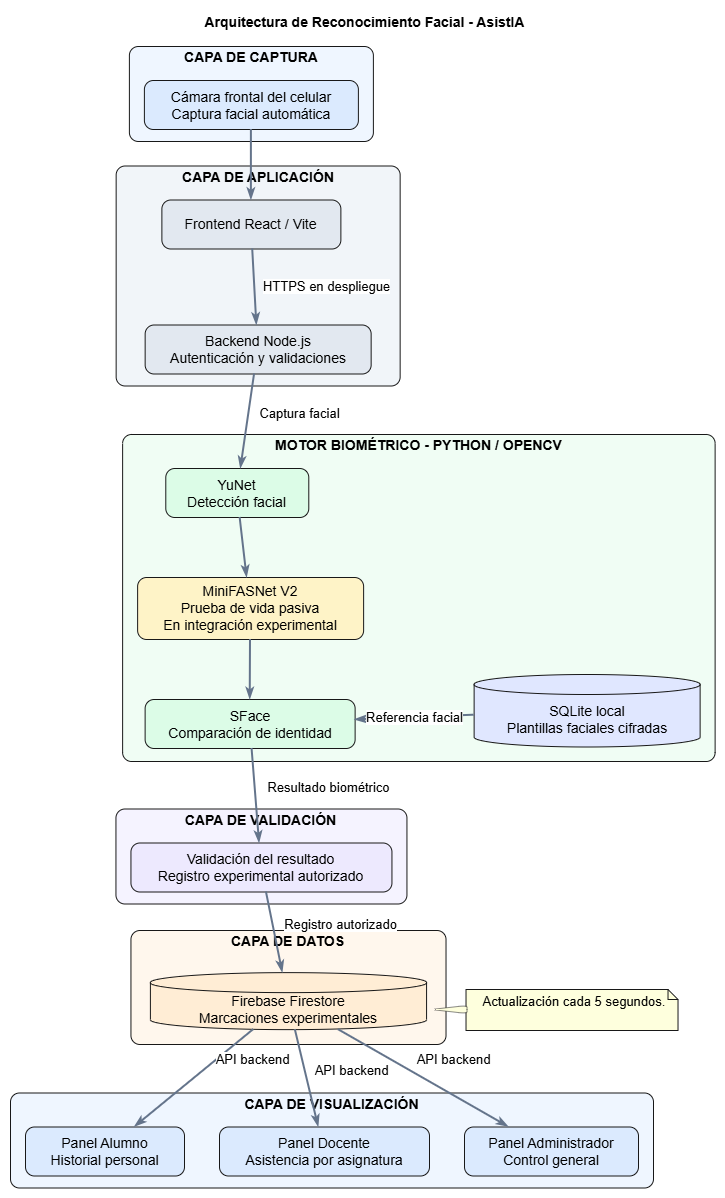 Arquitectura de Reconocimiento Facial - AsistIA
CAPA DE CAPTURA
Cámara frontal del celular
Captura facial automática
CAPA DE APLICACIÓN
Frontend React / Vite
HTTPS en despliegue
Backend Node.js
Autenticación y validaciones
Captura facial
MOTOR BIOMÉTRICO - PYTHON / OPENCV
YuNet
Detección facial
MiniFASNet V2
Prueba de vida pasiva
En integración experimental
SFace
Comparación de identidad
Referencia facial
SQLite local
Plantillas faciales cifradas
Resultado biométrico
CAPA DE VALIDACIÓN
Validación del resultado
Registro experimental autorizado
Registro autorizado
CAPA DE DATOS
Firebase Firestore
Marcaciones experimentales
Actualización cada 5 segundos.
API backend
API backend
API backend
CAPA DE VISUALIZACIÓN
Panel Alumno
Historial personal
Panel Docente
Asistencia por asignatura
Panel Administrador
Control general